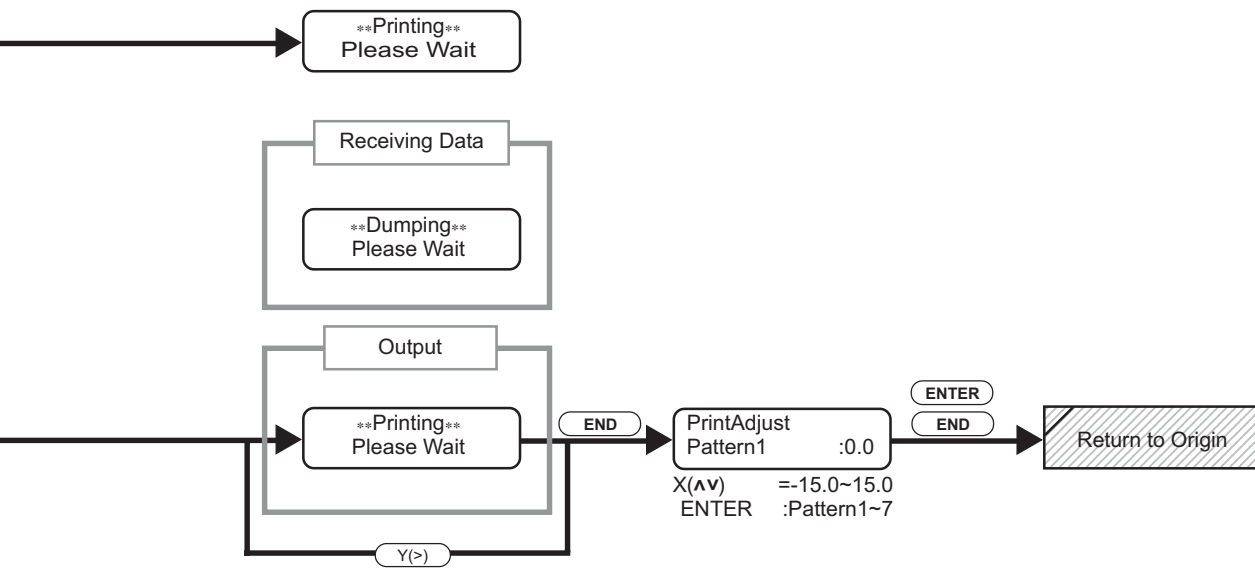 **Printing**
Please Wait
Receiving Data
**Dumping**
Please Wait
Output
**Printing**
Please Wait
END
PrintAdjust
Pattern1 :0.0
X(∧∨) =-15.0~15.0
ENTER :Pattern1~7
ENTER
END
Return to Origin
Y(>)